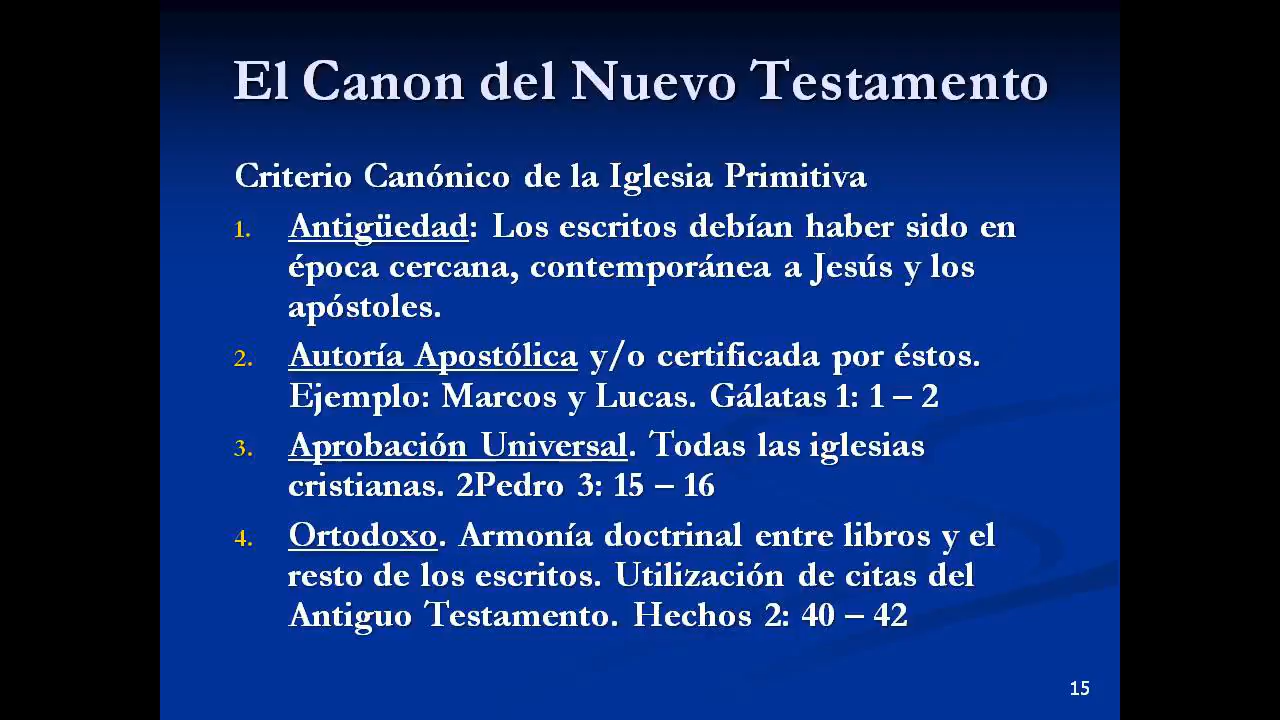 El Canon del Nuevo Testamento
Criterio Canónico de la Iglesia Primitiva
1. Antigüedad: Los escritos debían haber sido en
época cercana, contemporánea a Jesús y los
apóstoles.
2. Autoría Apostólica y/o certificada por éstos.
Ejemplo: Marcos y Lucas. Gálatas 1: 1 – 2
3. Aprobación Universal. Todas las iglesias
cristianas. 2Pedro 3: 15 – 16
4. Ortodoxo. Armonía doctrinal entre libros y el
resto de los escritos. Utilización de citas del
Antiguo Testamento. Hechos 2: 40 – 42
15